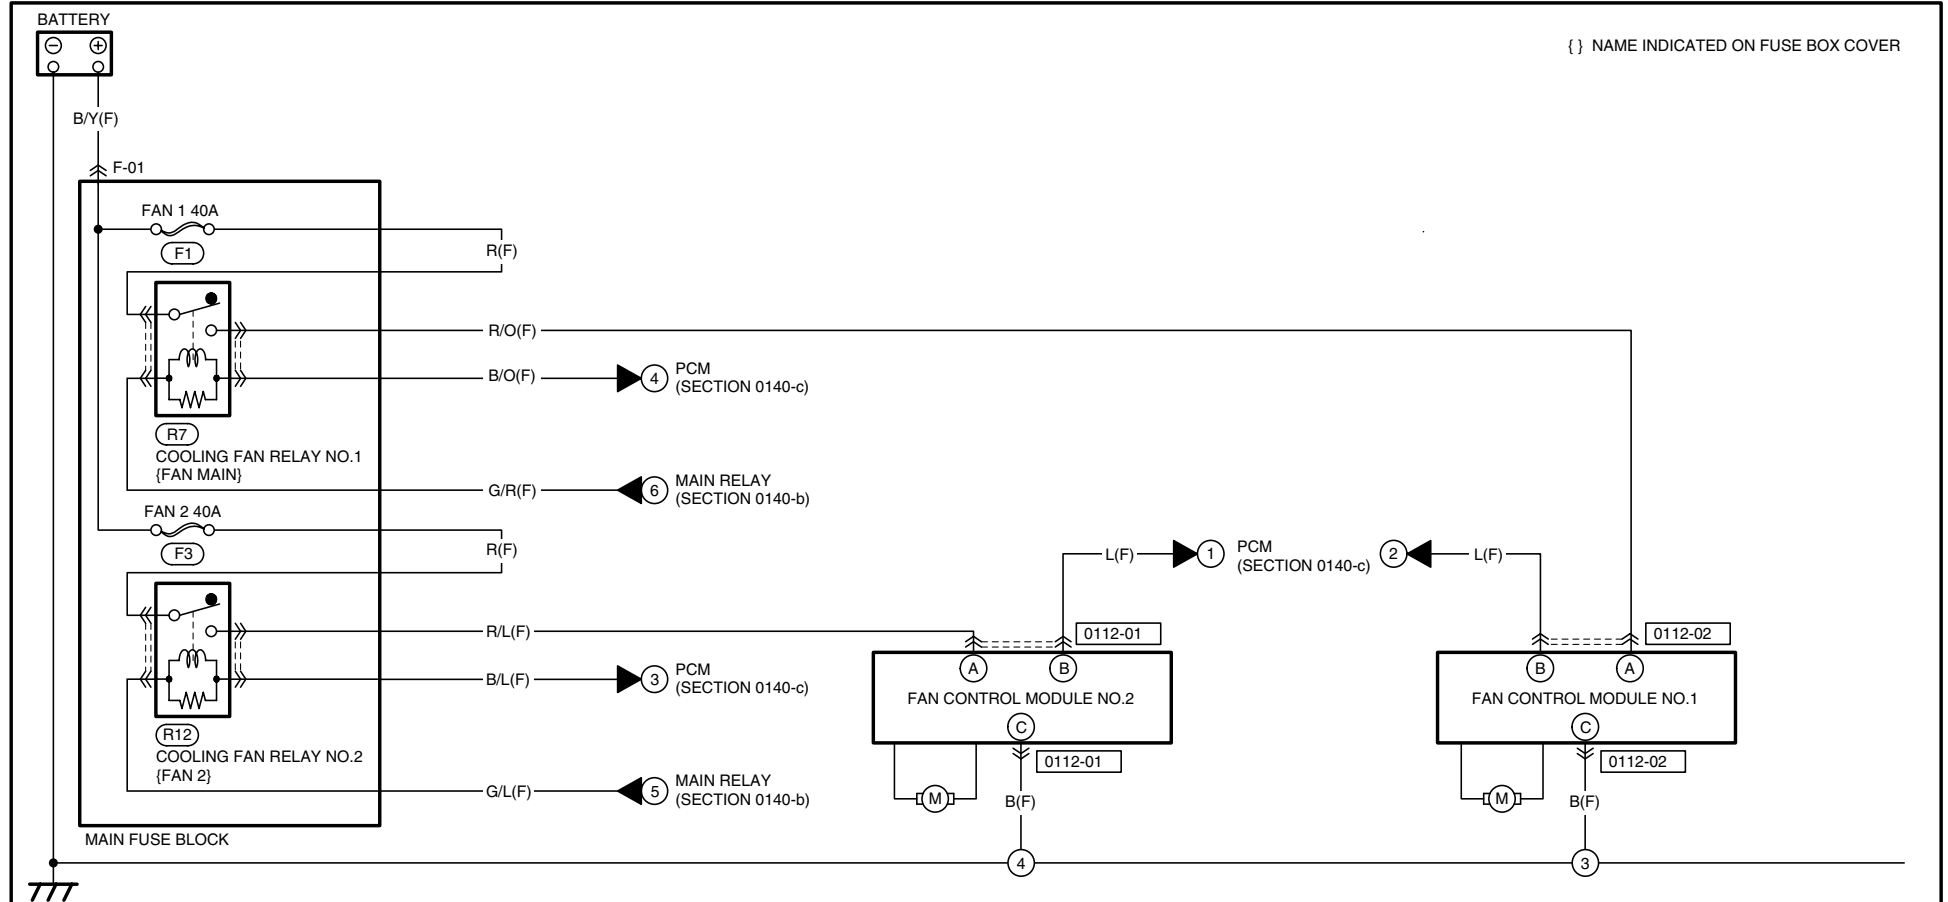 BATTERY
− +
{ } NAME INDICATED ON FUSE BOX COVER
B/Y(F)
F-01
FAN 1 40A
F1
R(F)
R/O(F)
B/O(F)
4
PCM
(SECTION 0140-c)
R7
COOLING FAN RELAY NO.1
{FAN MAIN}
G/R(F)
6
MAIN RELAY
(SECTION 0140-b)
FAN 2 40A
F3
R(F)
L(F)
1
PCM
(SECTION 0140-c)
2
L(F)
R/L(F)
0112-01
0112-02
B/L(F)
3
PCM
(SECTION 0140-c)
A
B
B
A
FAN CONTROL MODULE NO.2
FAN CONTROL MODULE NO.1
C
C
R12
COOLING FAN RELAY NO.2
{FAN 2}
0112-01
0112-02
G/L(F)
5
MAIN RELAY
(SECTION 0140-b)
M
B(F)
M
B(F)
MAIN FUSE BLOCK
4
3